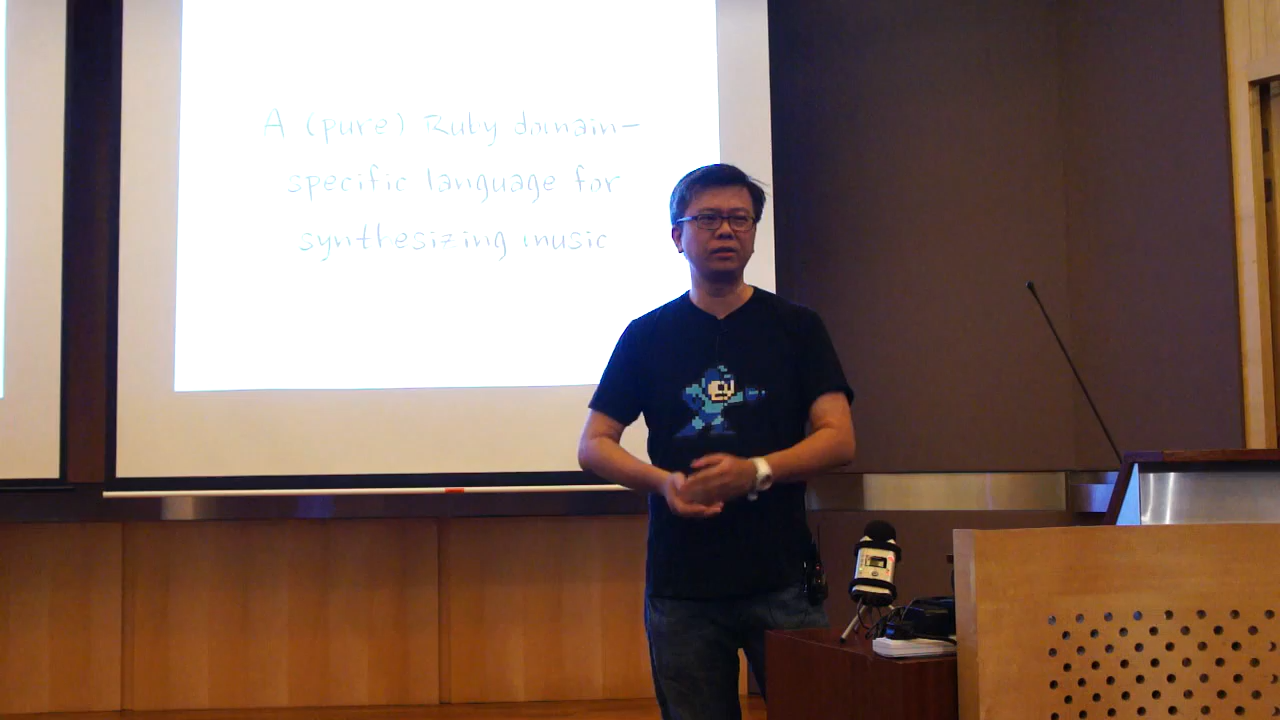 A (pure) Ruby domain-
specific language for
synthesizing music